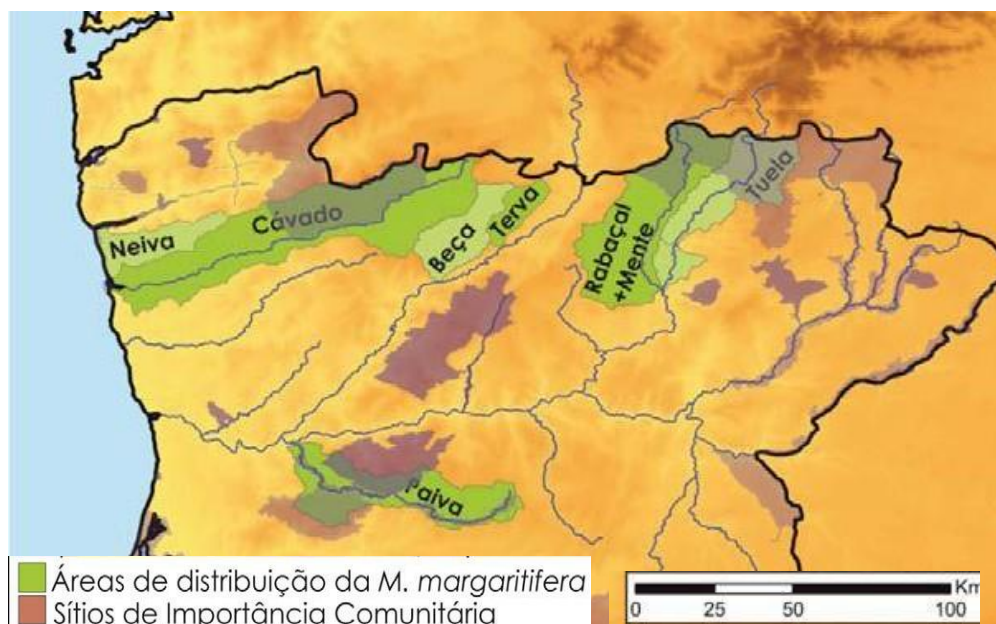 Neiva
Cávado
Beça
Terva
Rabaçal
+Mente
Tuela
Paiva
Áreas de distribuição da M. margaritifera
Sítios de Importância Comunitária
Km
0 25 50 100